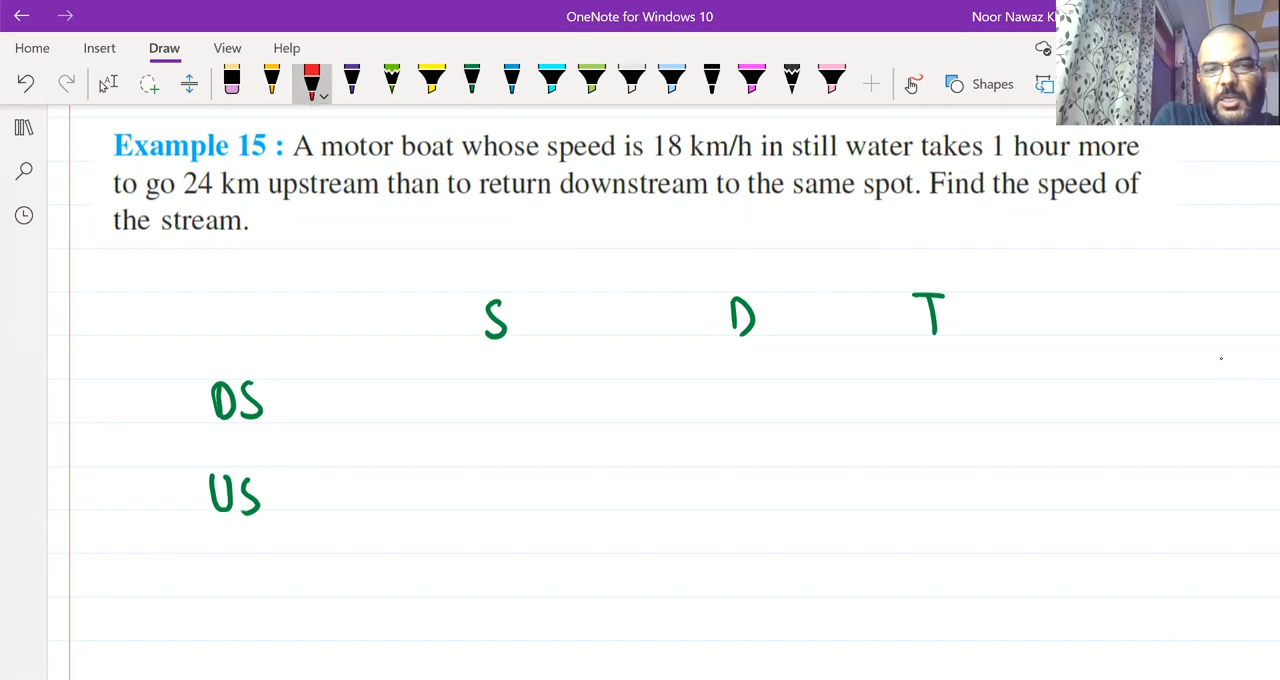 OneNote for Windows 10
Noor Nawaz K
Home Insert Draw View Help
Shapes
Example 15 : A motor boat whose speed is 18 km/h in still water takes 1 hour more
to go 24 km upstream than to return downstream to the same spot. Find the speed of
the stream.
S D T
DS
US